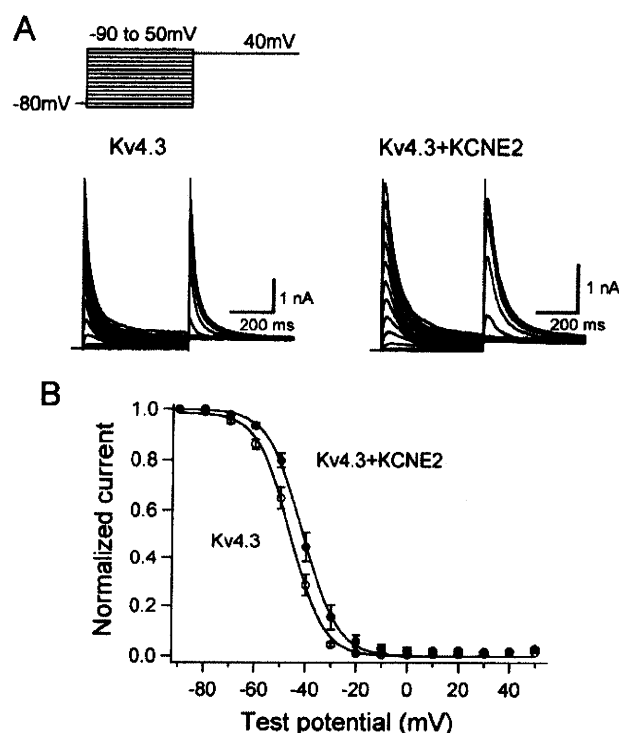 A
-90 to 50mV
40mV
-80mV
Kv4.3
Kv4.3+KCNE2
1 nA
200 ms
1 nA
200 ms
B
Normalized current
1.0
0.8
0.6
0.4
0.2
0.0
Kv4.3+KCNE2
Kv4.3
-80 -60 -40 -20 0 20 40
Test potential (mV)